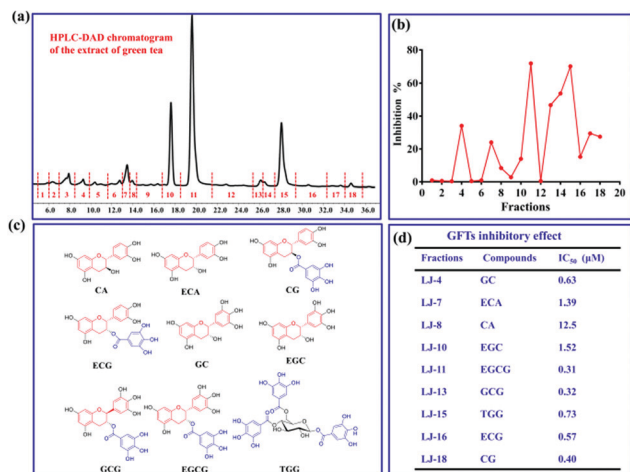 (a)
HPLC-DAD chromatogram
of the extract of green tea
1 2 3 4 5 6 7 8 9 10 11 12 13 14 15 16 17 18
6.0 8.0 10.0 12.0 14.0 16.0 18.0 20.0 22.0 24.0 26.0 28.0 30.0 32.0 34.0 36.0
(b)
Inhibition %
100
80
60
40
20
0
0 2 4 6 8 10 12 14 16 18
Fractions
(c)
CA
ECA
CG
ECG
GC
EGC
GCG
EGCG
TGG
(d)
GFTs inhibitory effect
Fractions Compounds IC50 (μM)
LJ-4 GC 0.63
LJ-7 ECA 1.39
LJ-8 CA 12.5
LJ-10 EGC 1.52
LJ-11 EGCG 0.31
LJ-13 GCG 0.32
LJ-15 TGG 0.73
LJ-16 ECG 0.57
LJ-18 CG 0.40